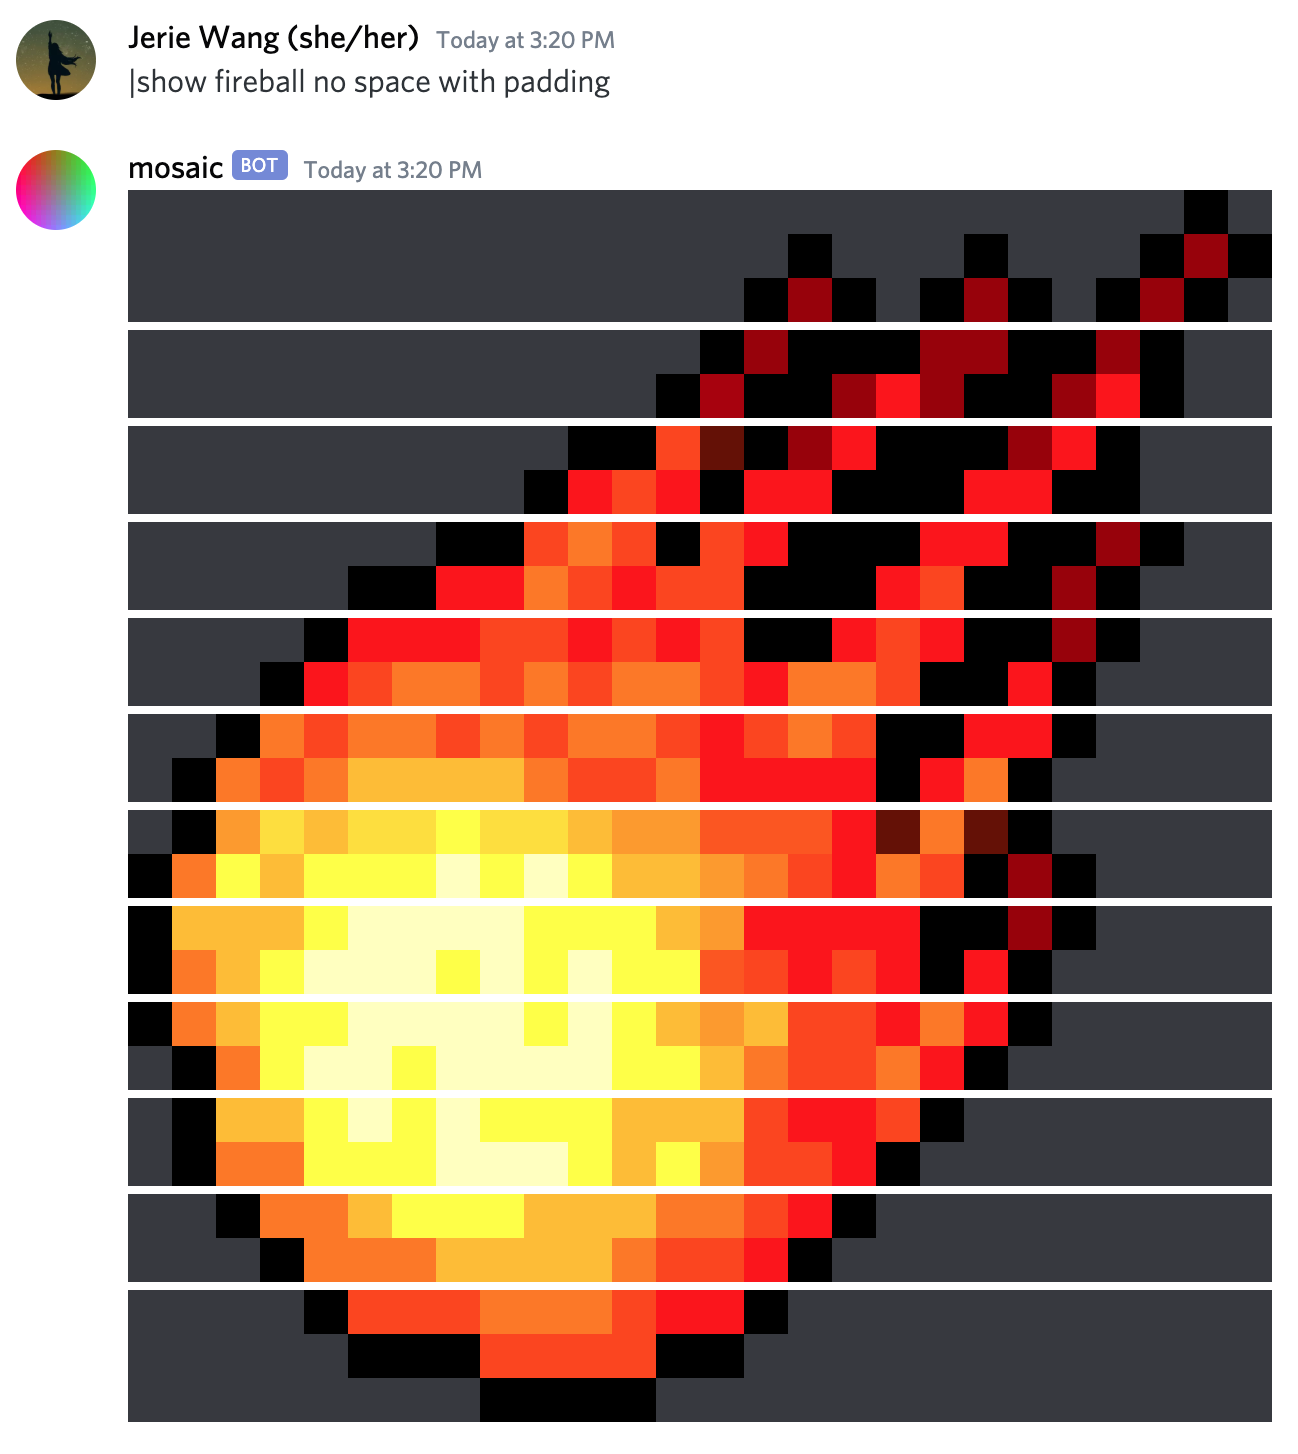 Jerie Wang (she/her) Today at 3:20 PM
|show fireball no space with padding
mosaic BOT Today at 3:20 PM